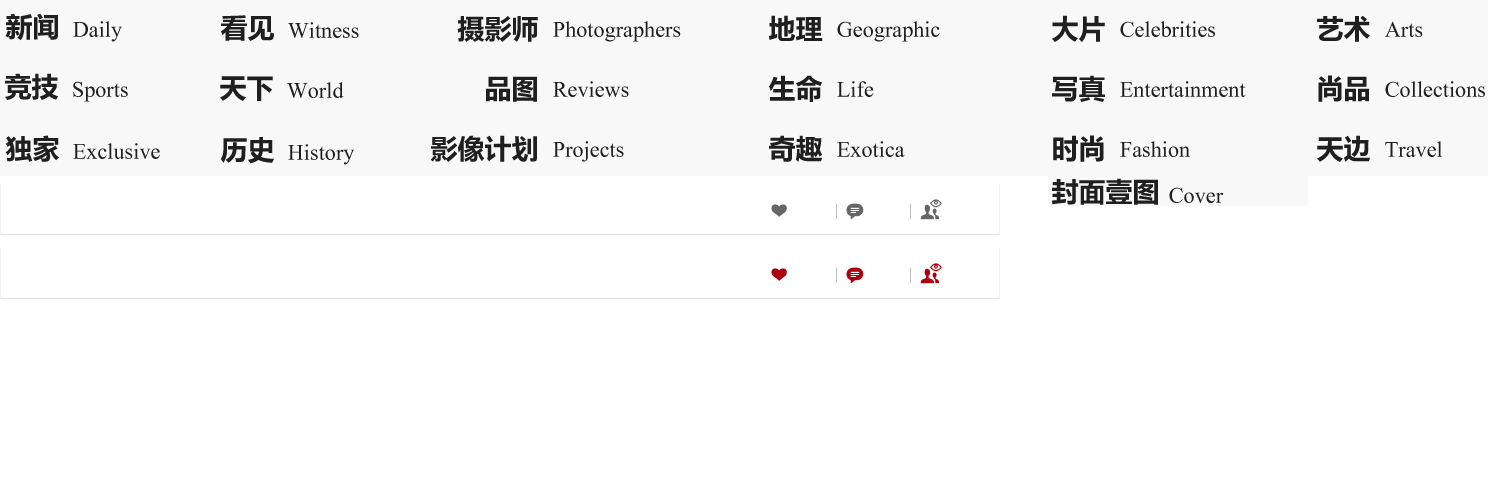 新闻 Daily 看见 Witness 摄影师 Photographers 地理 Geographic 大片 Celebrities 艺术 Arts
竞技 Sports 天下 World 品图 Reviews 生命 Life 写真 Entertainment 尚品 Collections
独家 Exclusive 历史 History 影像计划 Projects 奇趣 Exotica 时尚 Fashion 天边 Travel
封面壹图 Cover